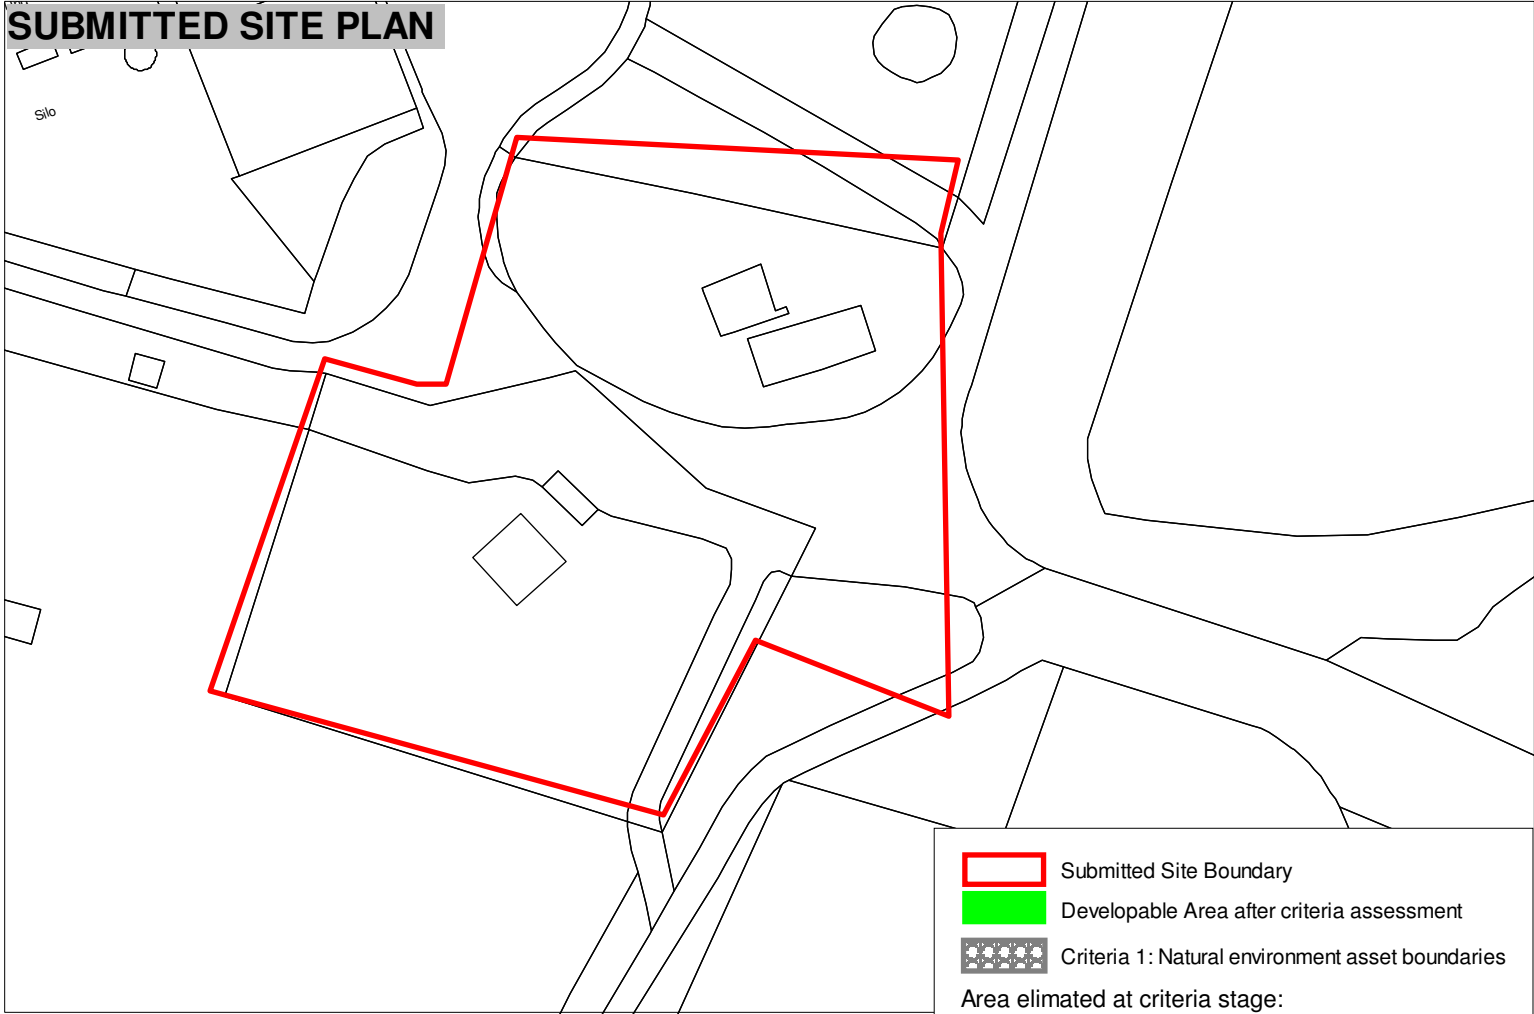 SUBMITTED SITE PLAN
Silo
Submitted Site Boundary
Developable Area after criteria assessment
Criteria 1: Natural environment asset boundaries
Area elimated at criteria stage: